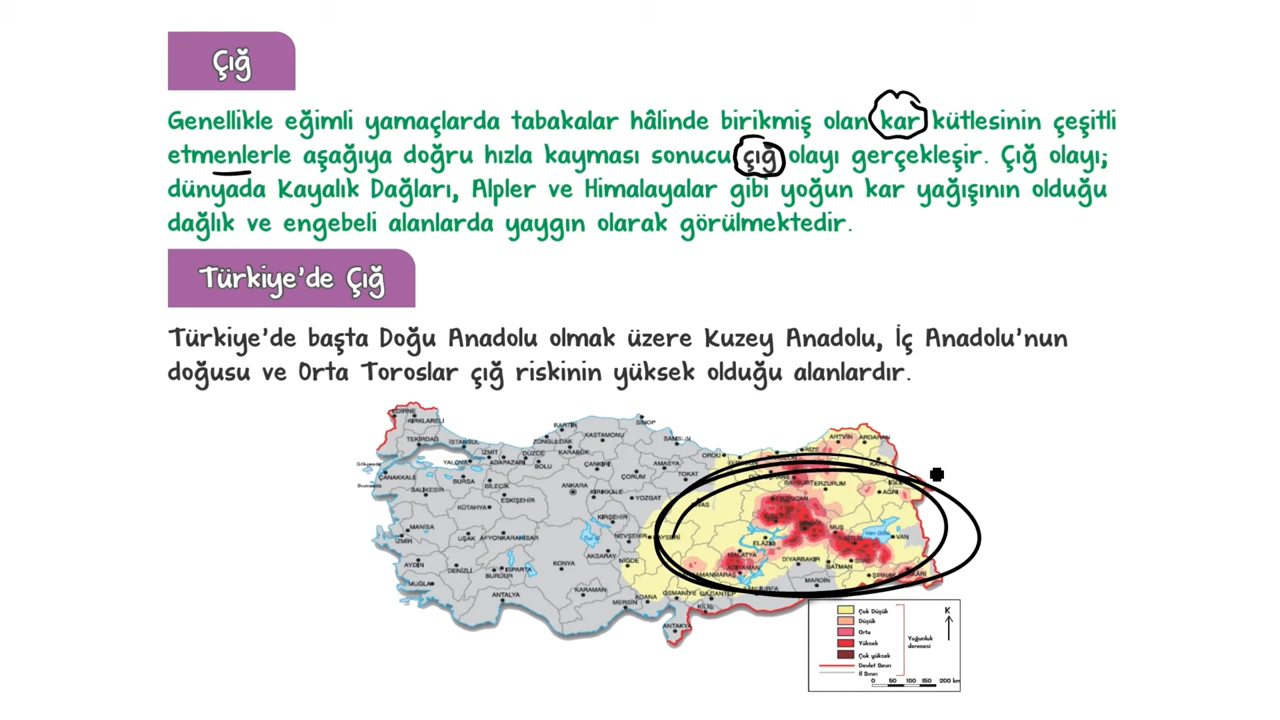 Çığ
Genellikle eğimli yamaçlarda tabakalar hâlinde birikmiş olan kar kütlesinin çeşitli
etmenlerle aşağıya doğru hızla kayması sonucu çığ olayı gerçekleşir. Çığ olayı;
dünyada Kayalık Dağları, Alpler ve Himalayalar gibi yoğun kar yağışının olduğu
dağlık ve engebeli alanlarda yaygın olarak görülmektedir.
Türkiye'de Çığ
Türkiye'de başta Doğu Anadolu olmak üzere Kuzey Anadolu, İç Anadolu'nun
doğusu ve Orta Toroslar çığ riskinin yüksek olduğu alanlardır.
EDİRNE
KIRKLARELİ
TEKİRDAĞ
İSTANBUL
BARTIN
ZONGULDAK
KASTAMONU
SİNOP
SAMSUN
ORDU
RİZE
ARTVİN
ARDAHAN
YALOVA
İZMİT
ADAPAZARI
DÜZCE
BOLU
KARABÜK
ÇANKIRI
ÇORUM
AMASYA
TOKAT
BAYBURT
ERZURUM
KARS
AĞRI
ÇANAKKALE
BURSA
BİLECİK
BALIKESİR
ESKİŞEHİR
KÜTAHYA
ANKARA
KIRIKKALE
YOZGAT
KIRŞEHİR
MANİSA
İZMİR
UŞAK
AFYONKARAHİSAR
AKSARAY
NEVŞEHİR
KAYSERİ
NİĞDE
ELAZIĞ
MUŞ
Van Gölü
VAN
MALATYA
DİYARBAKIR
BATMAN
SİİRT
AYDIN
DENİZLİ
BURDUR
ISPARTA
KONYA
MUĞLA
ANTALYA
KARAMAN
MERSİN
ADANA
OSMANİYE
GAZİANTEP
KİLİS
ANTAKYA
MARDİN
Çok Düşük
Düşük
Orta
Yüksek
Çok yüksek
Devlet Sınırı
İl Sınırı
Yoğunluk
derecesi
K
0 50 100 150 200 km